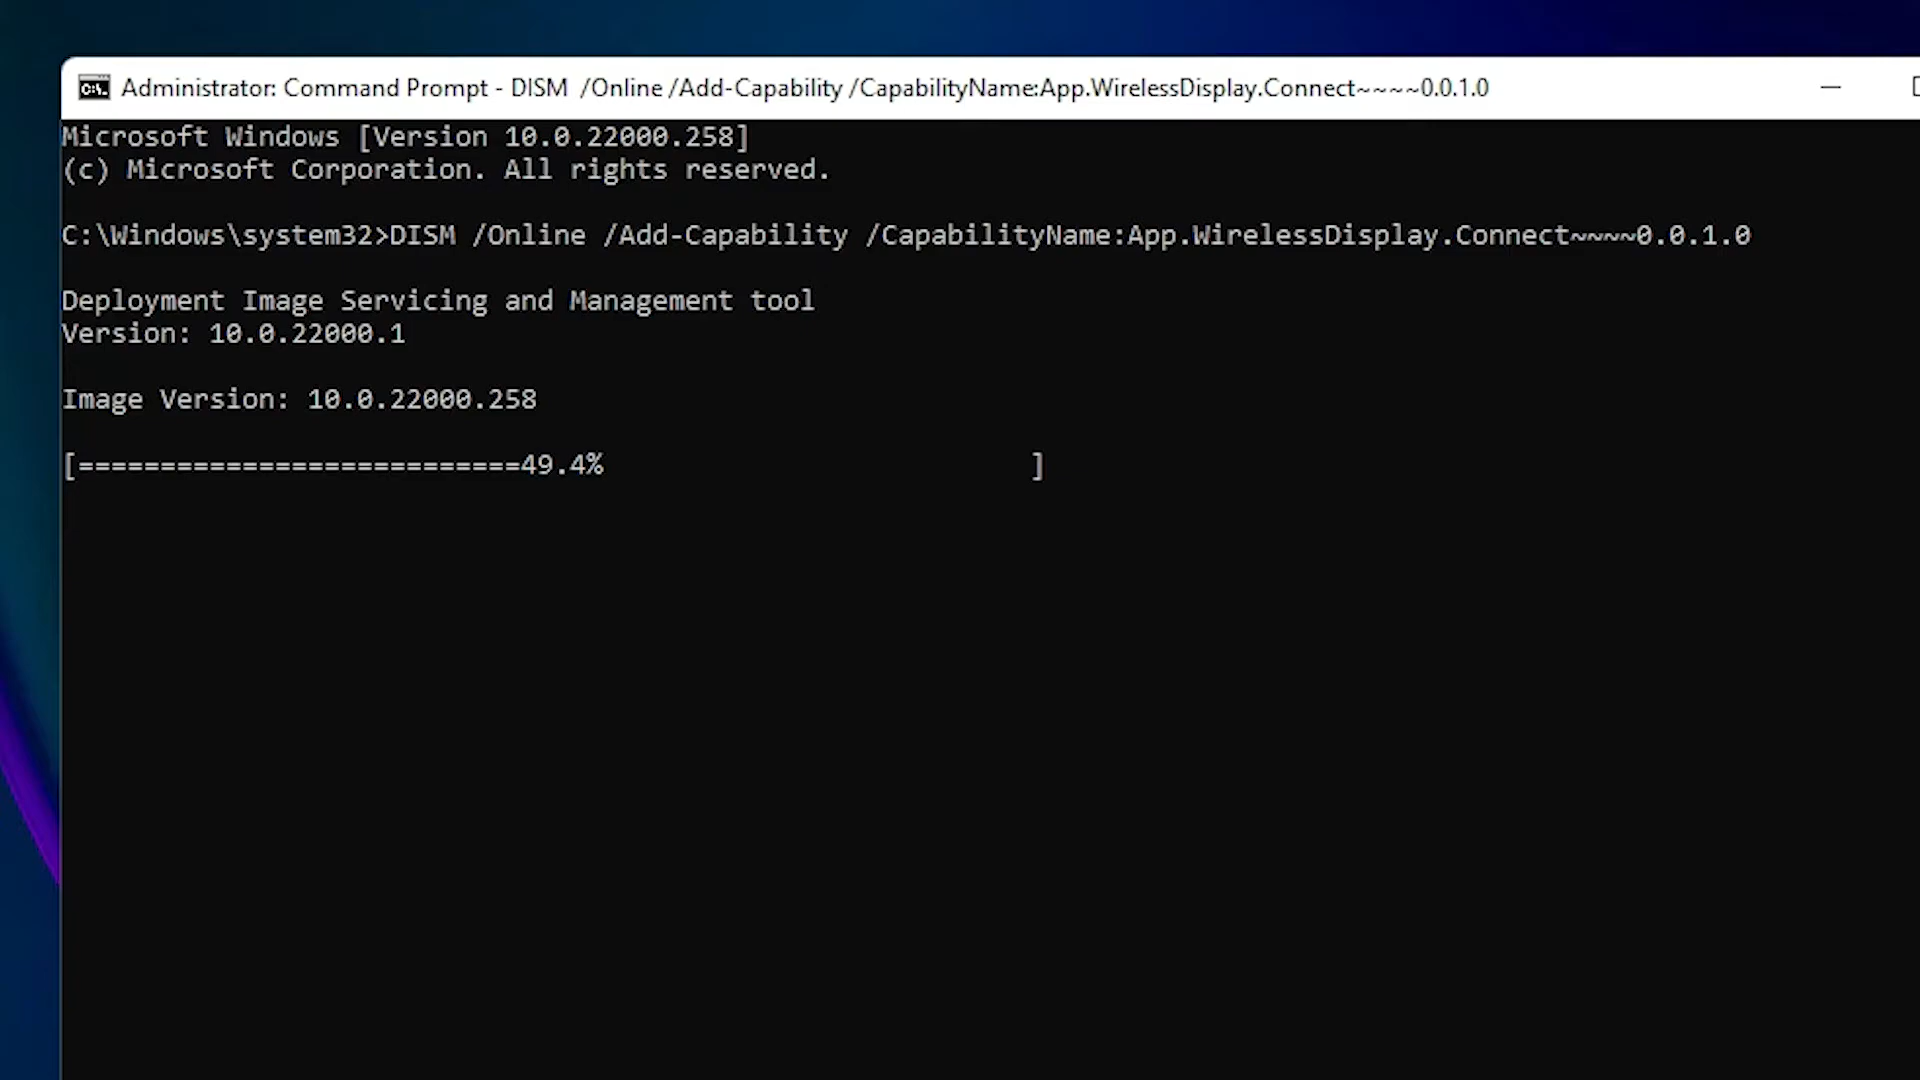 Administrator: Command Prompt - DISM  /Online /Add-Capability /CapabilityName:App.WirelessDisplay.Connect~~~~0.0.1.0
Microsoft Windows [Version 10.0.22000.258]
(c) Microsoft Corporation. All rights reserved.
C:\Windows\system32>DISM /Online /Add-Capability /CapabilityName:App.WirelessDisplay.Connect~~~~0.0.1.0
Deployment Image Servicing and Management tool
Version: 10.0.22000.1
Image Version: 10.0.22000.258
[===========================49.4%                          ]